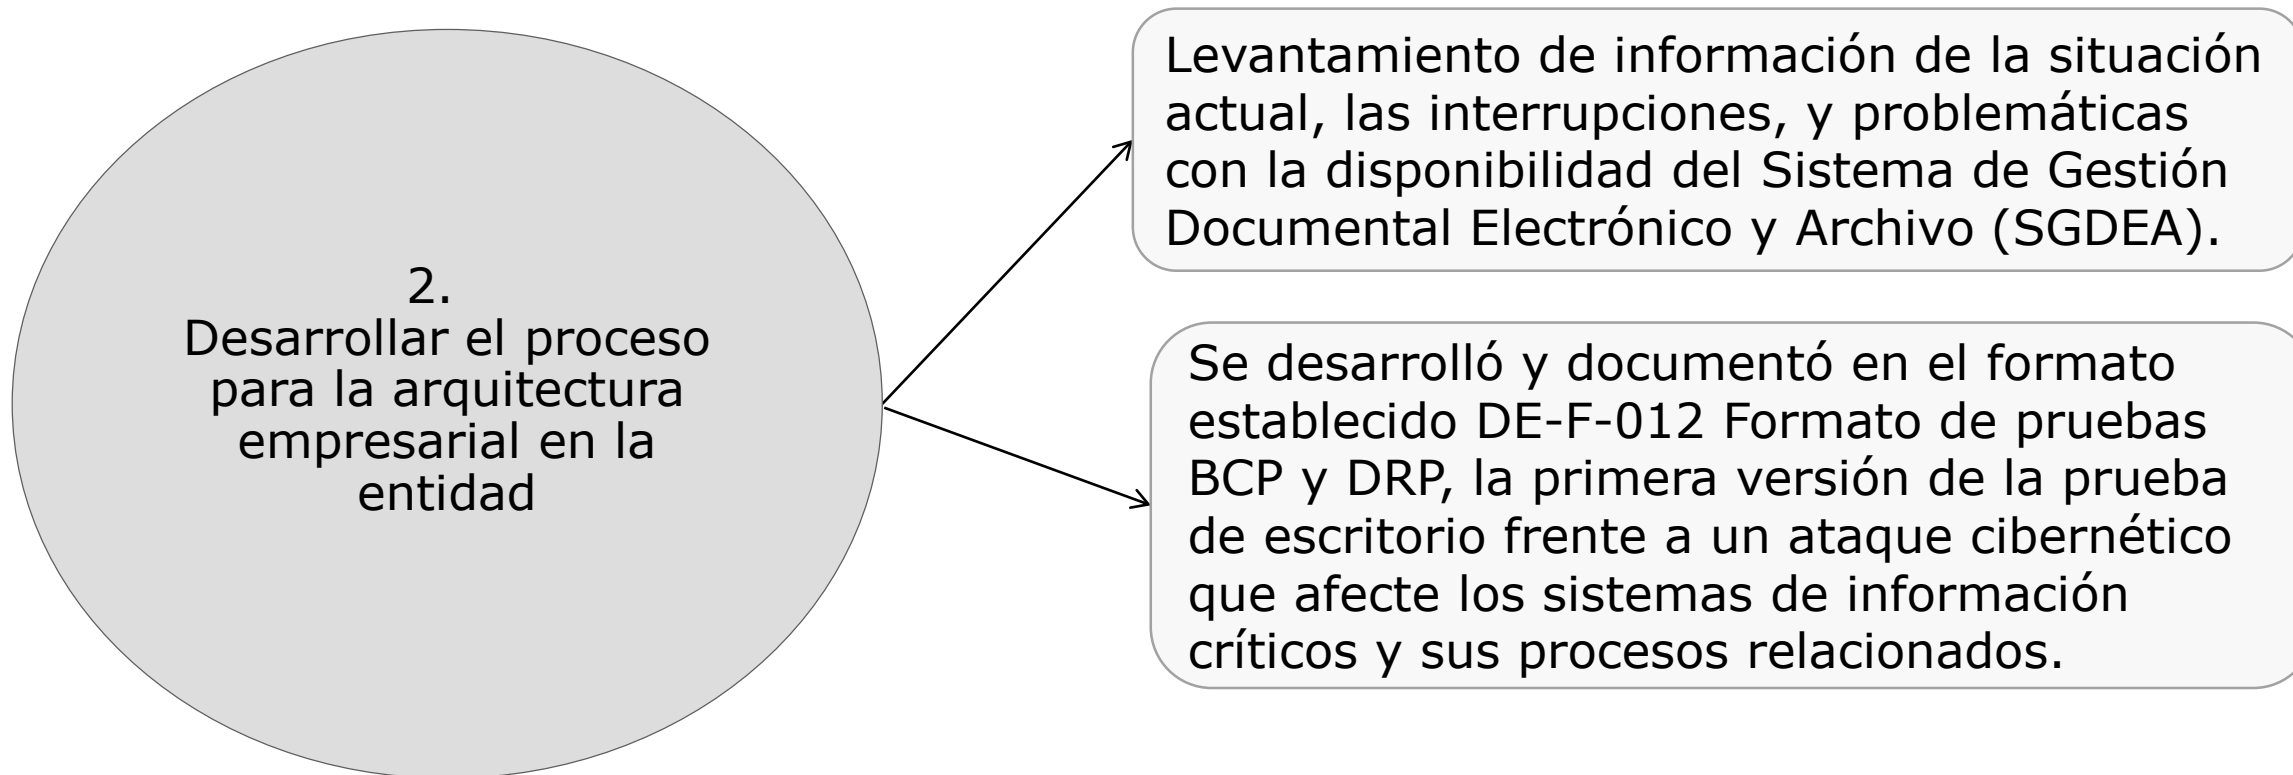 2.
Desarrollar el proceso
para la arquitectura
empresarial en la
entidad
Levantamiento de información de la situación
actual, las interrupciones, y problemáticas
con la disponibilidad del Sistema de Gestión
Documental Electrónico y Archivo (SGDEA).
Se desarrolló y documentó en el formato
establecido DE-F-012 Formato de pruebas
BCP y DRP, la primera versión de la prueba
de escritorio frente a un ataque cibernético
que afecte los sistemas de información
críticos y sus procesos relacionados.